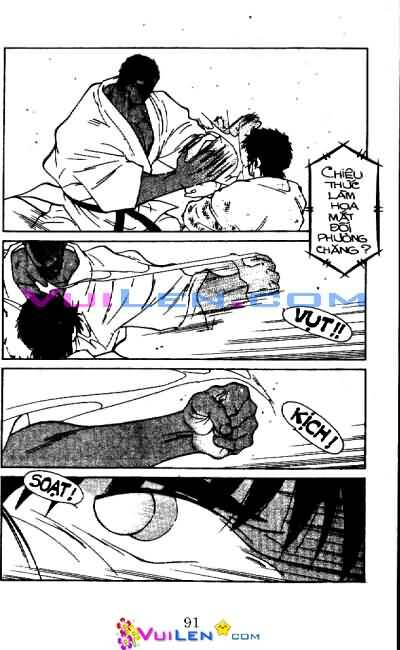 CHIÊU
THỨC
LÀM
HOA
MẮT
ĐỐI
PHƯƠNG
CHĂNG?
VUILEN.COM
VỤT!!
KỊCH!
SOẠT!
91
VUILEN.COM